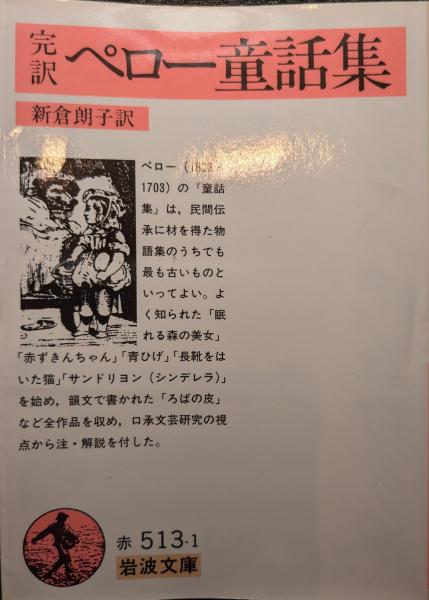 完訳 ペロー童話集
新倉朗子訳
ペロー(1628-
1703)の『童話
集』は，民間伝
承に材を得た物
語集のうちでも
最も古いものと
いってよい。よ
く知られた「眠
れる森の美女」
「赤ずきんちゃん」「青ひげ」「長靴をは
いた猫」「サンドリヨン(シンデレラ)」
を始め，韻文で書かれた「ろばの皮」
など全作品を収め，口承文芸研究の視
点から注・解説を付した。
赤 513-1
岩波文庫